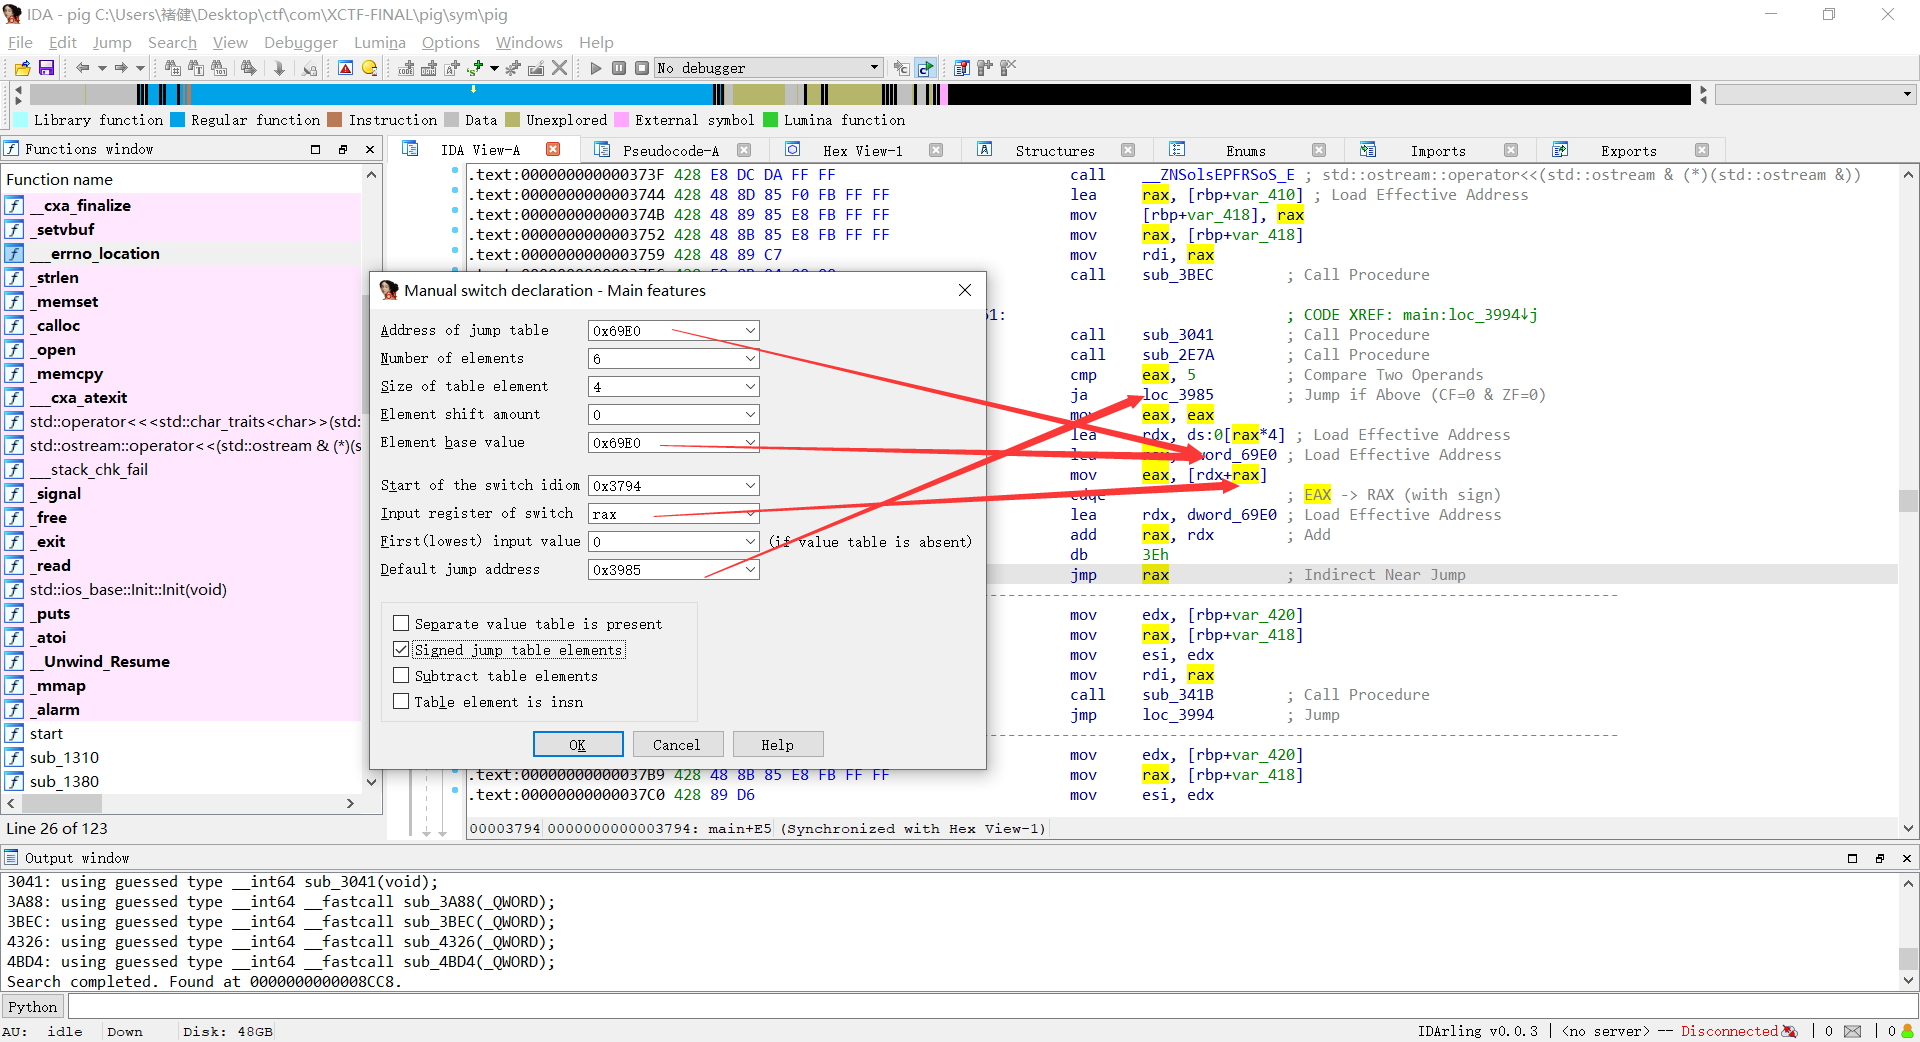 IDA - pig C:\Users\褚健\Desktop\ctf\com\XCTF-FINAL\pig\sym\pig
File Edit Jump Search View Debugger Lumina Options Windows Help
No debugger
Library function Regular function Instruction Data Unexplored External symbol Lumina function
Functions window
IDA View-A Pseudocode-A Hex View-1 Structures Enums Imports Exports
Function name
__cxa_finalize
_setvbuf
___errno_location
_strlen
_memset
_calloc
_open
_memcpy
___cxa_atexit
std::operator<<<std::char_traits<char>>(std:
std::ostream::operator<<(std::ostream & (*)(s
___stack_chk_fail
_signal
_free
_exit
_read
std::ios_base::Init::Init(void)
_puts
_atoi
__Unwind_Resume
_mmap
_alarm
start
sub_1310
sub_1380
Line 26 of 123
.text:000000000000373F 428 E8 DC DA FF FF call __ZNSolsEPFRSoS_E ; std::ostream::operator<<(std::ostream & (*)(std::ostream &))
.text:0000000000003744 428 48 8D 85 F0 FB FF FF lea rax, [rbp+var_410] ; Load Effective Address
.text:000000000000374B 428 48 89 85 E8 FB FF FF mov [rbp+var_418], rax
.text:0000000000003752 428 48 8B 85 E8 FB FF FF mov rax, [rbp+var_418]
.text:0000000000003759 428 48 89 C7 mov rdi, rax
call sub_3BEC ; Call Procedure
61: ; CODE XREF: main:loc_3994↓j
call sub_3041 ; Call Procedure
call sub_2E7A ; Call Procedure
cmp eax, 5 ; Compare Two Operands
ja loc_3985 ; Jump if Above (CF=0 & ZF=0)
mov eax, eax
lea rdx, ds:0[rax*4] ; Load Effective Address
lea dword_69E0 ; Load Effective Address
mov eax, [rdx+rax]
cdqe ; EAX -> RAX (with sign)
lea rdx, dword_69E0 ; Load Effective Address
add rax, rdx ; Add
db 3Eh
jmp rax ; Indirect Near Jump
mov edx, [rbp+var_420]
mov rax, [rbp+var_418]
mov esi, edx
mov rdi, rax
call sub_341B ; Call Procedure
jmp loc_3994 ; Jump
mov edx, [rbp+var_420]
.text:00000000000037B9 428 48 8B 85 E8 FB FF FF mov rax, [rbp+var_418]
.text:00000000000037C0 428 89 D6 mov esi, edx
00003794 0000000000003794: main+E5 (Synchronized with Hex View-1)
Manual switch declaration - Main features
Address of jump table 0x69E0
Number of elements 6
Size of table element 4
Element shift amount 0
Element base value 0x69E0
Start of the switch idiom 0x3794
Input register of switch rax
First(lowest) input value 0 (if value table is absent)
Default jump address 0x3985
Separate value table is present
Signed jump table elements
Subtract table elements
Table element is insn
OK Cancel Help
Output window
3041: using guessed type __int64 sub_3041(void);
3A88: using guessed type __int64 __fastcall sub_3A88(_QWORD);
3BEC: using guessed type __int64 __fastcall sub_3BEC(_QWORD);
4326: using guessed type __int64 __fastcall sub_4326(_QWORD);
4BD4: using guessed type __int64 __fastcall sub_4BD4(_QWORD);
Search completed. Found at 0000000000008CC8.
Python
AU: idle Down Disk: 48GB
IDArling v0.0.3 | <no server> -- Disconnected | 0 | 0